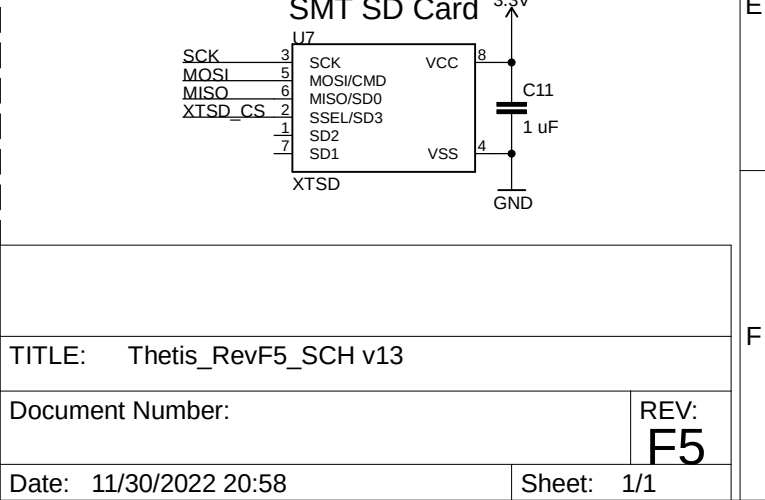 SMT SD Card
3.3V
E
U7
SCK 3 SCK VCC 8
MOSI 5 MOSI/CMD
MISO 6 MISO/SD0
C11
XTSD_CS 2 SSEL/SD3
1 uF
1 SD2
7 SD1 VSS 4
XTSD
GND
F
TITLE: Thetis_RevF5_SCH v13
Document Number:
REV:
F5
Date: 11/30/2022 20:58
Sheet: 1/1